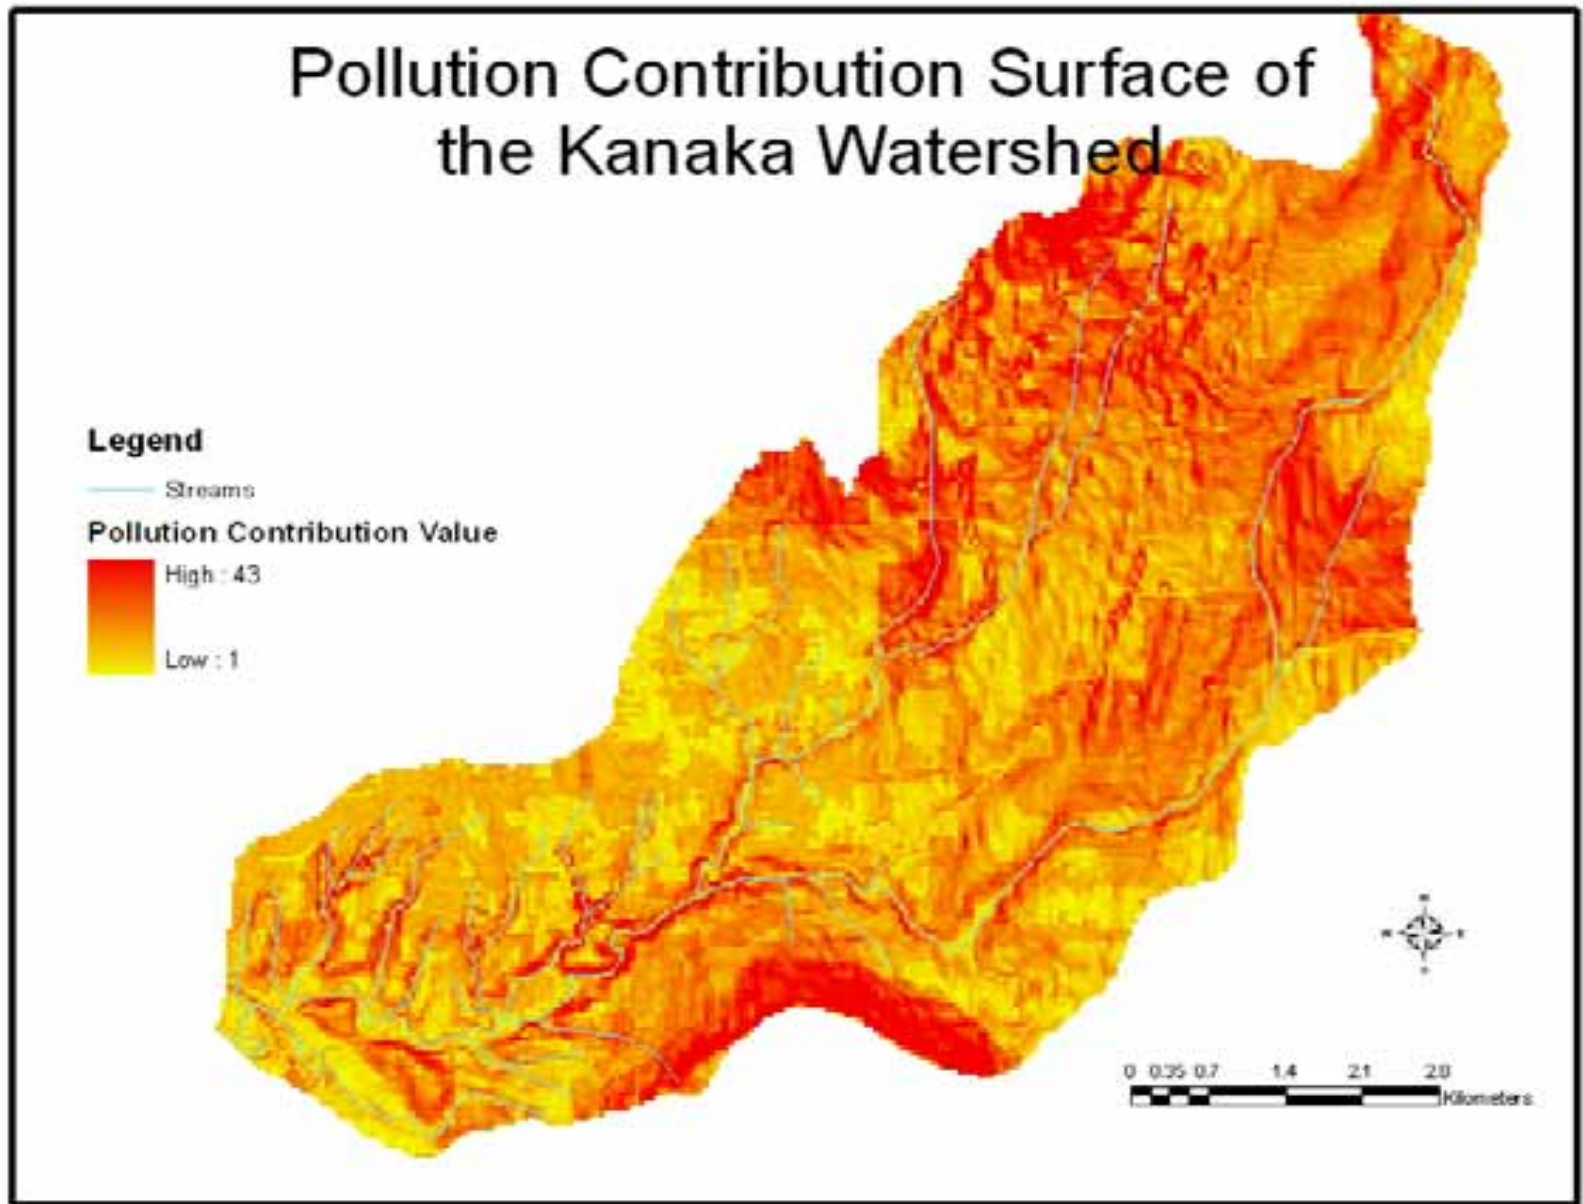 Pollution Contribution Surface of
the Kanaka Watershed
Legend
Streams
Pollution Contribution Value
High : 43
Low : 1
0 0.35 0.7 1.4 2.1 2.8
Kilometers